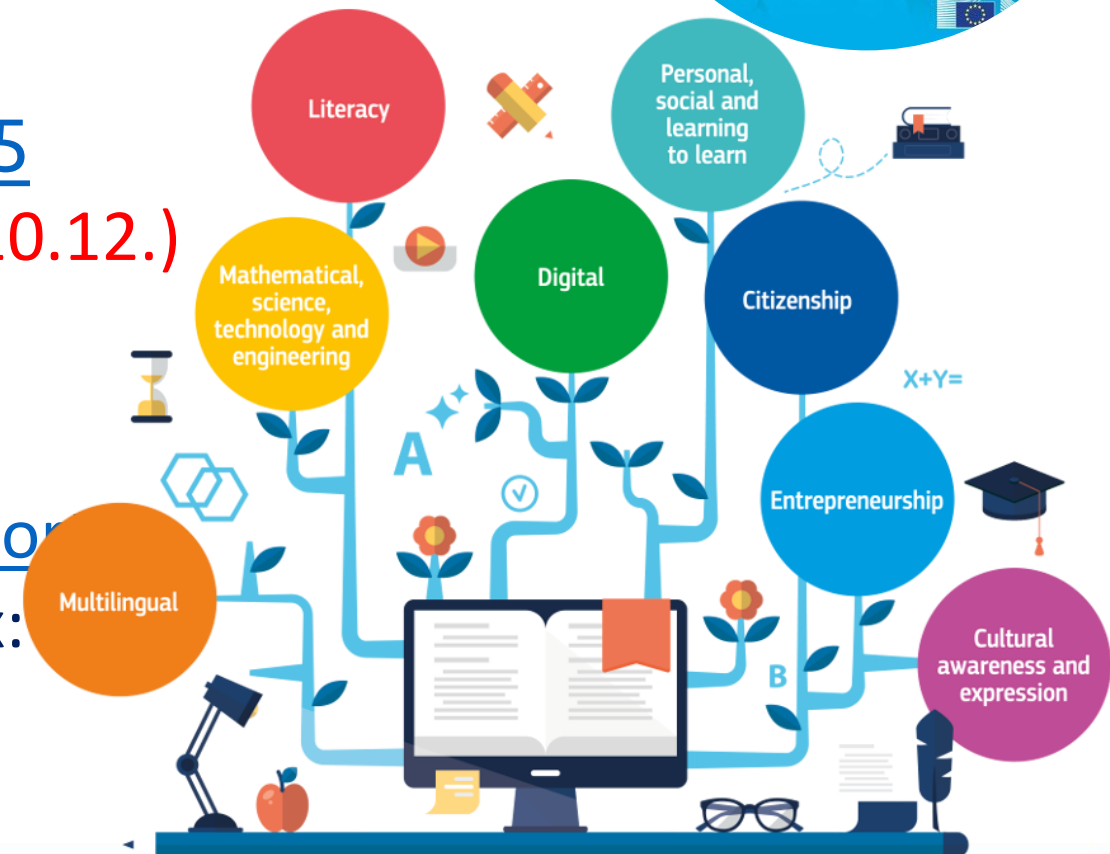 Literacy
Personal,
social and
learning
to learn
5
0.12.)
Mathematical,
science,
technology and
engineering
Digital
Citizenship
X+Y=
A
Entrepreneurship
Multilingual
Cultural
awareness and
expression
B